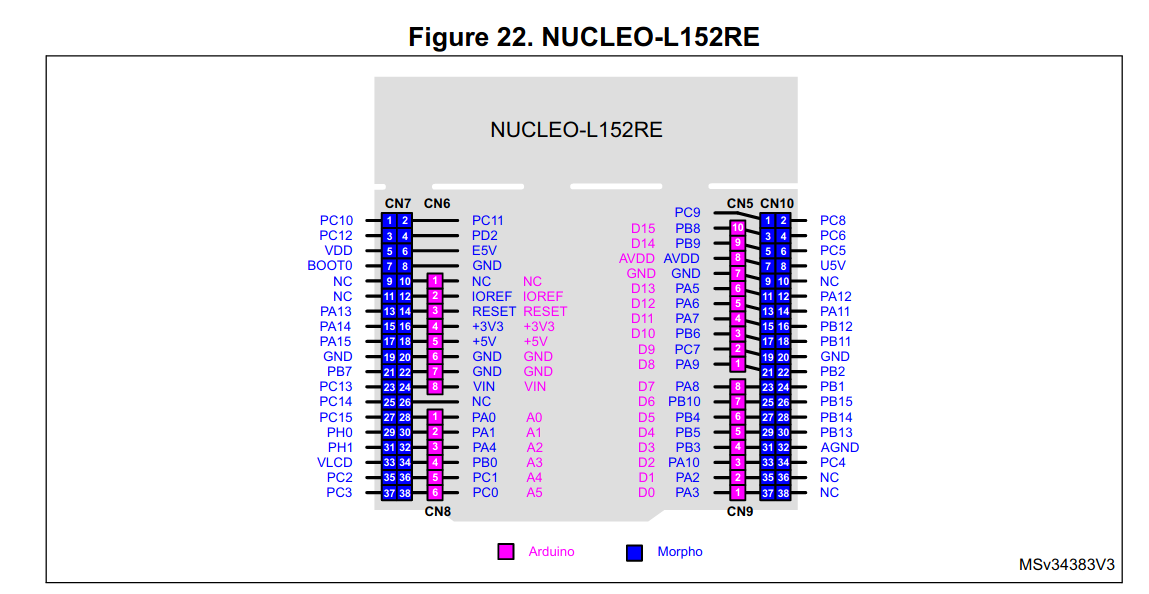 Figure 22. NUCLEO-L152RE
NUCLEO-L152RE
CN7 CN6 CN5 CN10
PC9
PC10 1 2 PC11 1 2 PC8
D15 PB8 10
PC12 3 4 PD2 3 4 PC6
D14 PB9 9
VDD 5 6 E5V 5 6 PC5
AVDD AVDD 8
BOOT0 7 8 GND 7 8 U5V
GND GND 7
NC 9 10 1 NC NC 9 10 NC
D13 PA5 6
NC 11 12 2 IOREF IOREF 11 12 PA12
D12 PA6 5
PA13 13 14 3 RESET RESET 13 14 PA11
D11 PA7 4
PA14 15 16 4 +3V3 +3V3 15 16 PB12
D10 PB6 3
PA15 17 18 5 +5V +5V 17 18 PB11
D9 PC7 2
GND 19 20 6 GND GND 19 20 GND
D8 PA9 1
PB7 21 22 7 GND GND 21 22 PB2
PC13 23 24 8 VIN VIN D7 PA8 8 23 24 PB1
PC14 25 26 NC D6 PB10 7 25 26 PB15
PC15 27 28 1 PA0 A0 D5 PB4 6 27 28 PB14
PH0 29 30 2 PA1 A1 D4 PB5 5 29 30 PB13
PH1 31 32 3 PA4 A2 D3 PB3 4 31 32 AGND
VLCD 33 34 4 PB0 A3 D2 PA10 3 33 34 PC4
PC2 35 36 5 PC1 A4 D1 PA2 2 35 36 NC
PC3 37 38 6 PC0 A5 D0 PA3 1 37 38 NC
CN8 CN9
Arduino Morpho
MSv34383V3